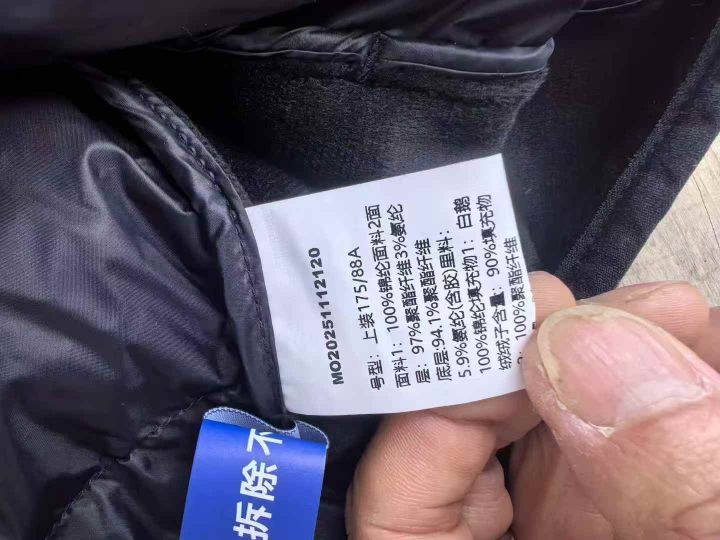 MO20251112120
号型：上装175/88A
面料1：100%锦纶面料2面
层：97%聚酯纤维3%氨纶
底层:94.1%聚酯纤维
5.9%氨纶(含胶)里料：
100%锦纶填充物1：白鹅
绒绒子含量：90%填充物
2：100%聚酯纤维
拆除不